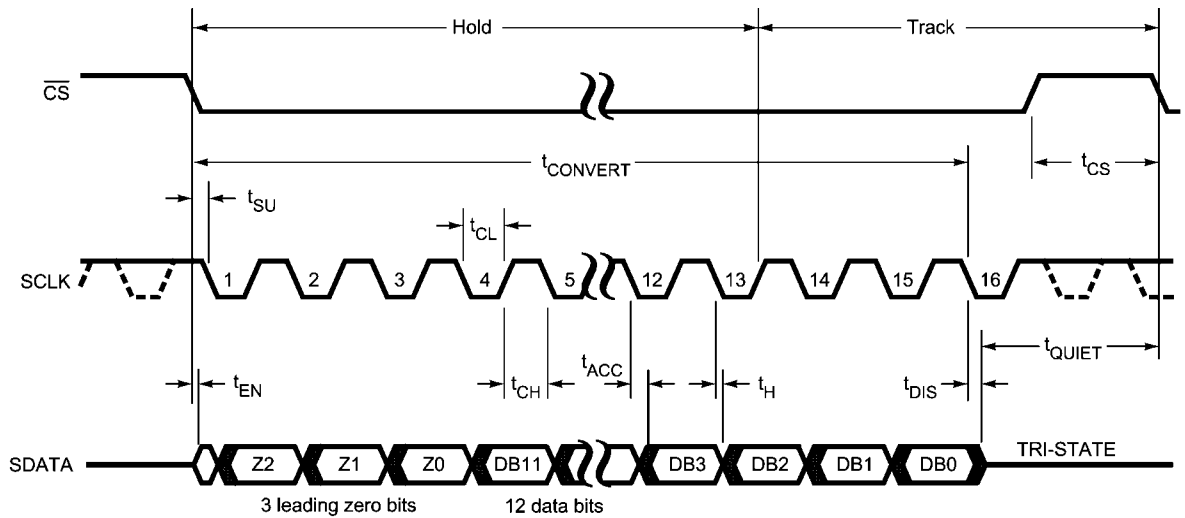 Hold Track
CS
tCONVERT tCS
tSU
tCL
SCLK 1 2 3 4 5 12 13 14 15 16
tQUIET
tEN tCH tACC tH tDIS
SDATA Z2 Z1 Z0 DB11 DB3 DB2 DB1 DB0 TRI-STATE
3 leading zero bits 12 data bits